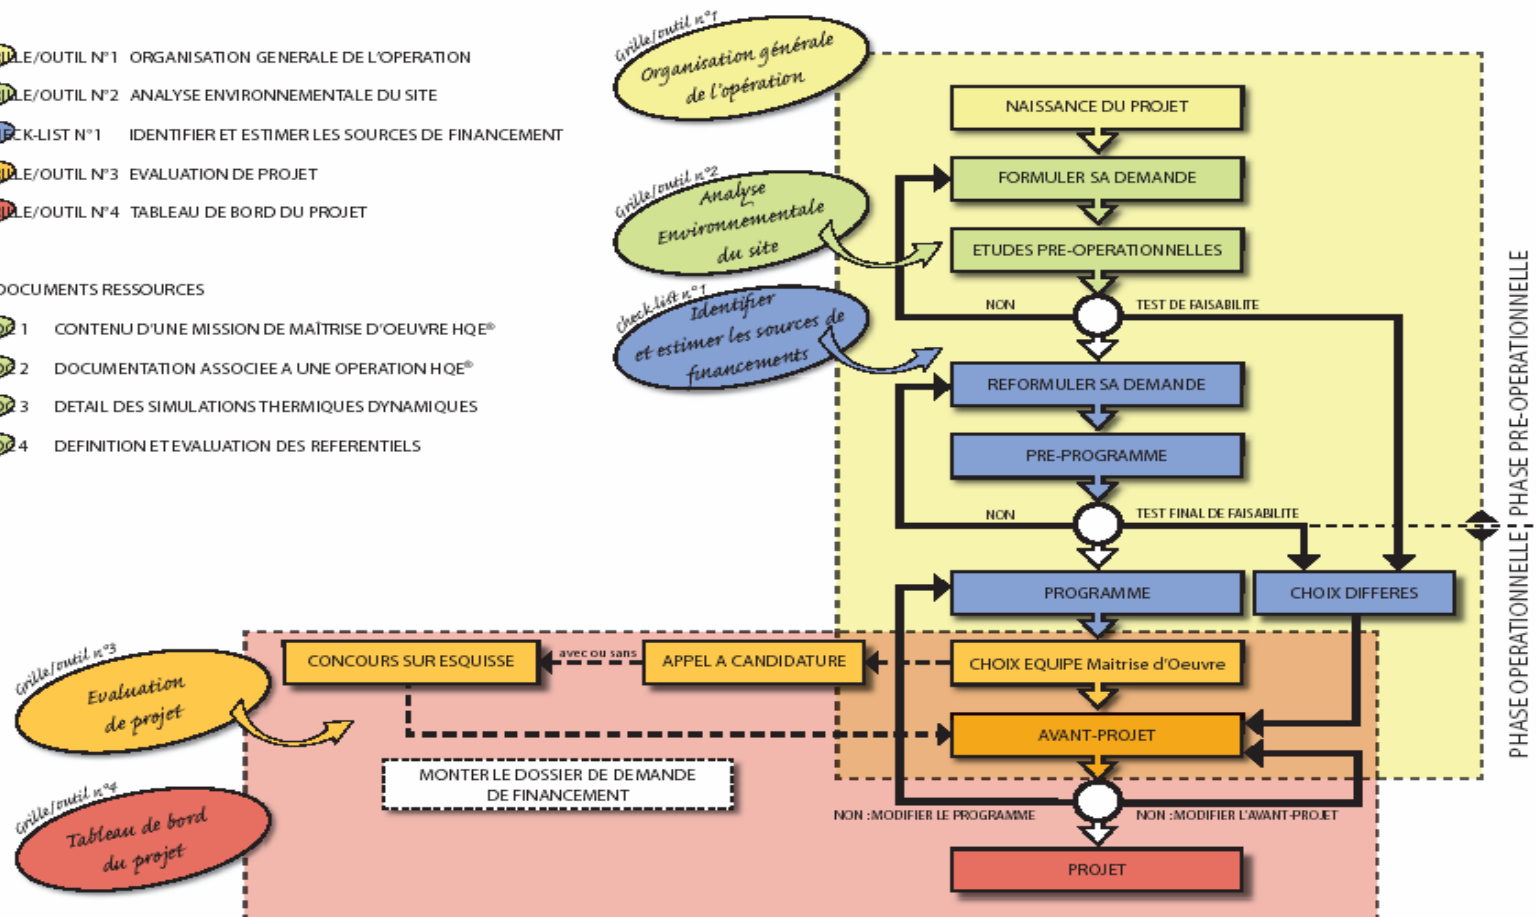 LLE/OUTIL N°1 ORGANISATION GENERALE DE L'OPERATION
LLE/OUTIL N°2 ANALYSE ENVIRONNEMENTALE DU SITE
ECK-LIST N°1 IDENTIFIER ET ESTIMER LES SOURCES DE FINANCEMENT
LLE/OUTIL N°3 EVALUATION DE PROJET
LLE/OUTIL N°4 TABLEAU DE BORD DU PROJET
DOCUMENTS RESSOURCES
1 CONTENU D'UNE MISSION DE MAÎTRISE D'OEUVRE HQE®
2 DOCUMENTATION ASSOCIEE A UNE OPERATION HQE®
3 DETAIL DES SIMULATIONS THERMIQUES DYNAMIQUES
4 DEFINITION ET EVALUATION DES REFERENTIELS
Grille/outil n°1
Organisation générale
de l'opération
Grille/outil n°2
Analyse
Environnementale
du site
Check-list n°1
Identifier
et estimer les sources de
financements
NAISSANCE DU PROJET
FORMULER SA DEMANDE
ETUDES PRE-OPERATIONNELLES
NON
TEST DE FAISABILITE
REFORMULER SA DEMANDE
PRE-PROGRAMME
NON
TEST FINAL DE FAISABILITE
PROGRAMME
CHOIX DIFFERES
PHASE PRE-OPERATIONNELLE
PHASE OPERATIONNELLE
CONCOURS SUR ESQUISSE
avec ou sans
APPEL A CANDIDATURE
CHOIX EQUIPE Maitrise d'Oeuvre
AVANT-PROJET
Grille/outil n°3
Evaluation
de projet
MONTER LE DOSSIER DE DEMANDE
DE FINANCEMENT
NON :MODIFIER LE PROGRAMME
NON :MODIFIER L'AVANT-PROJET
Grille/outil n°4
Tableau de bord
du projet
PROJET